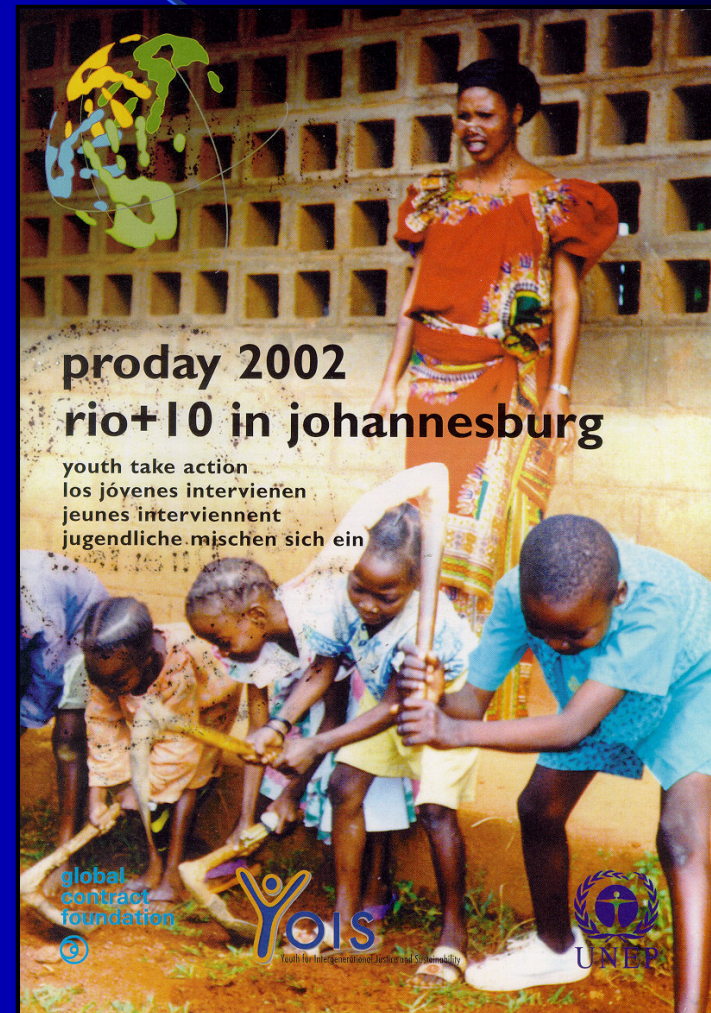 proday 2002
rio+10 in johannesburg
youth take action
los jóvenes intervienen
jeunes interviennent
jugendliche mischen sich ein
global
contract
foundation
YOIS
Youth for Intergenerational Justice and Sustainability
UNEP